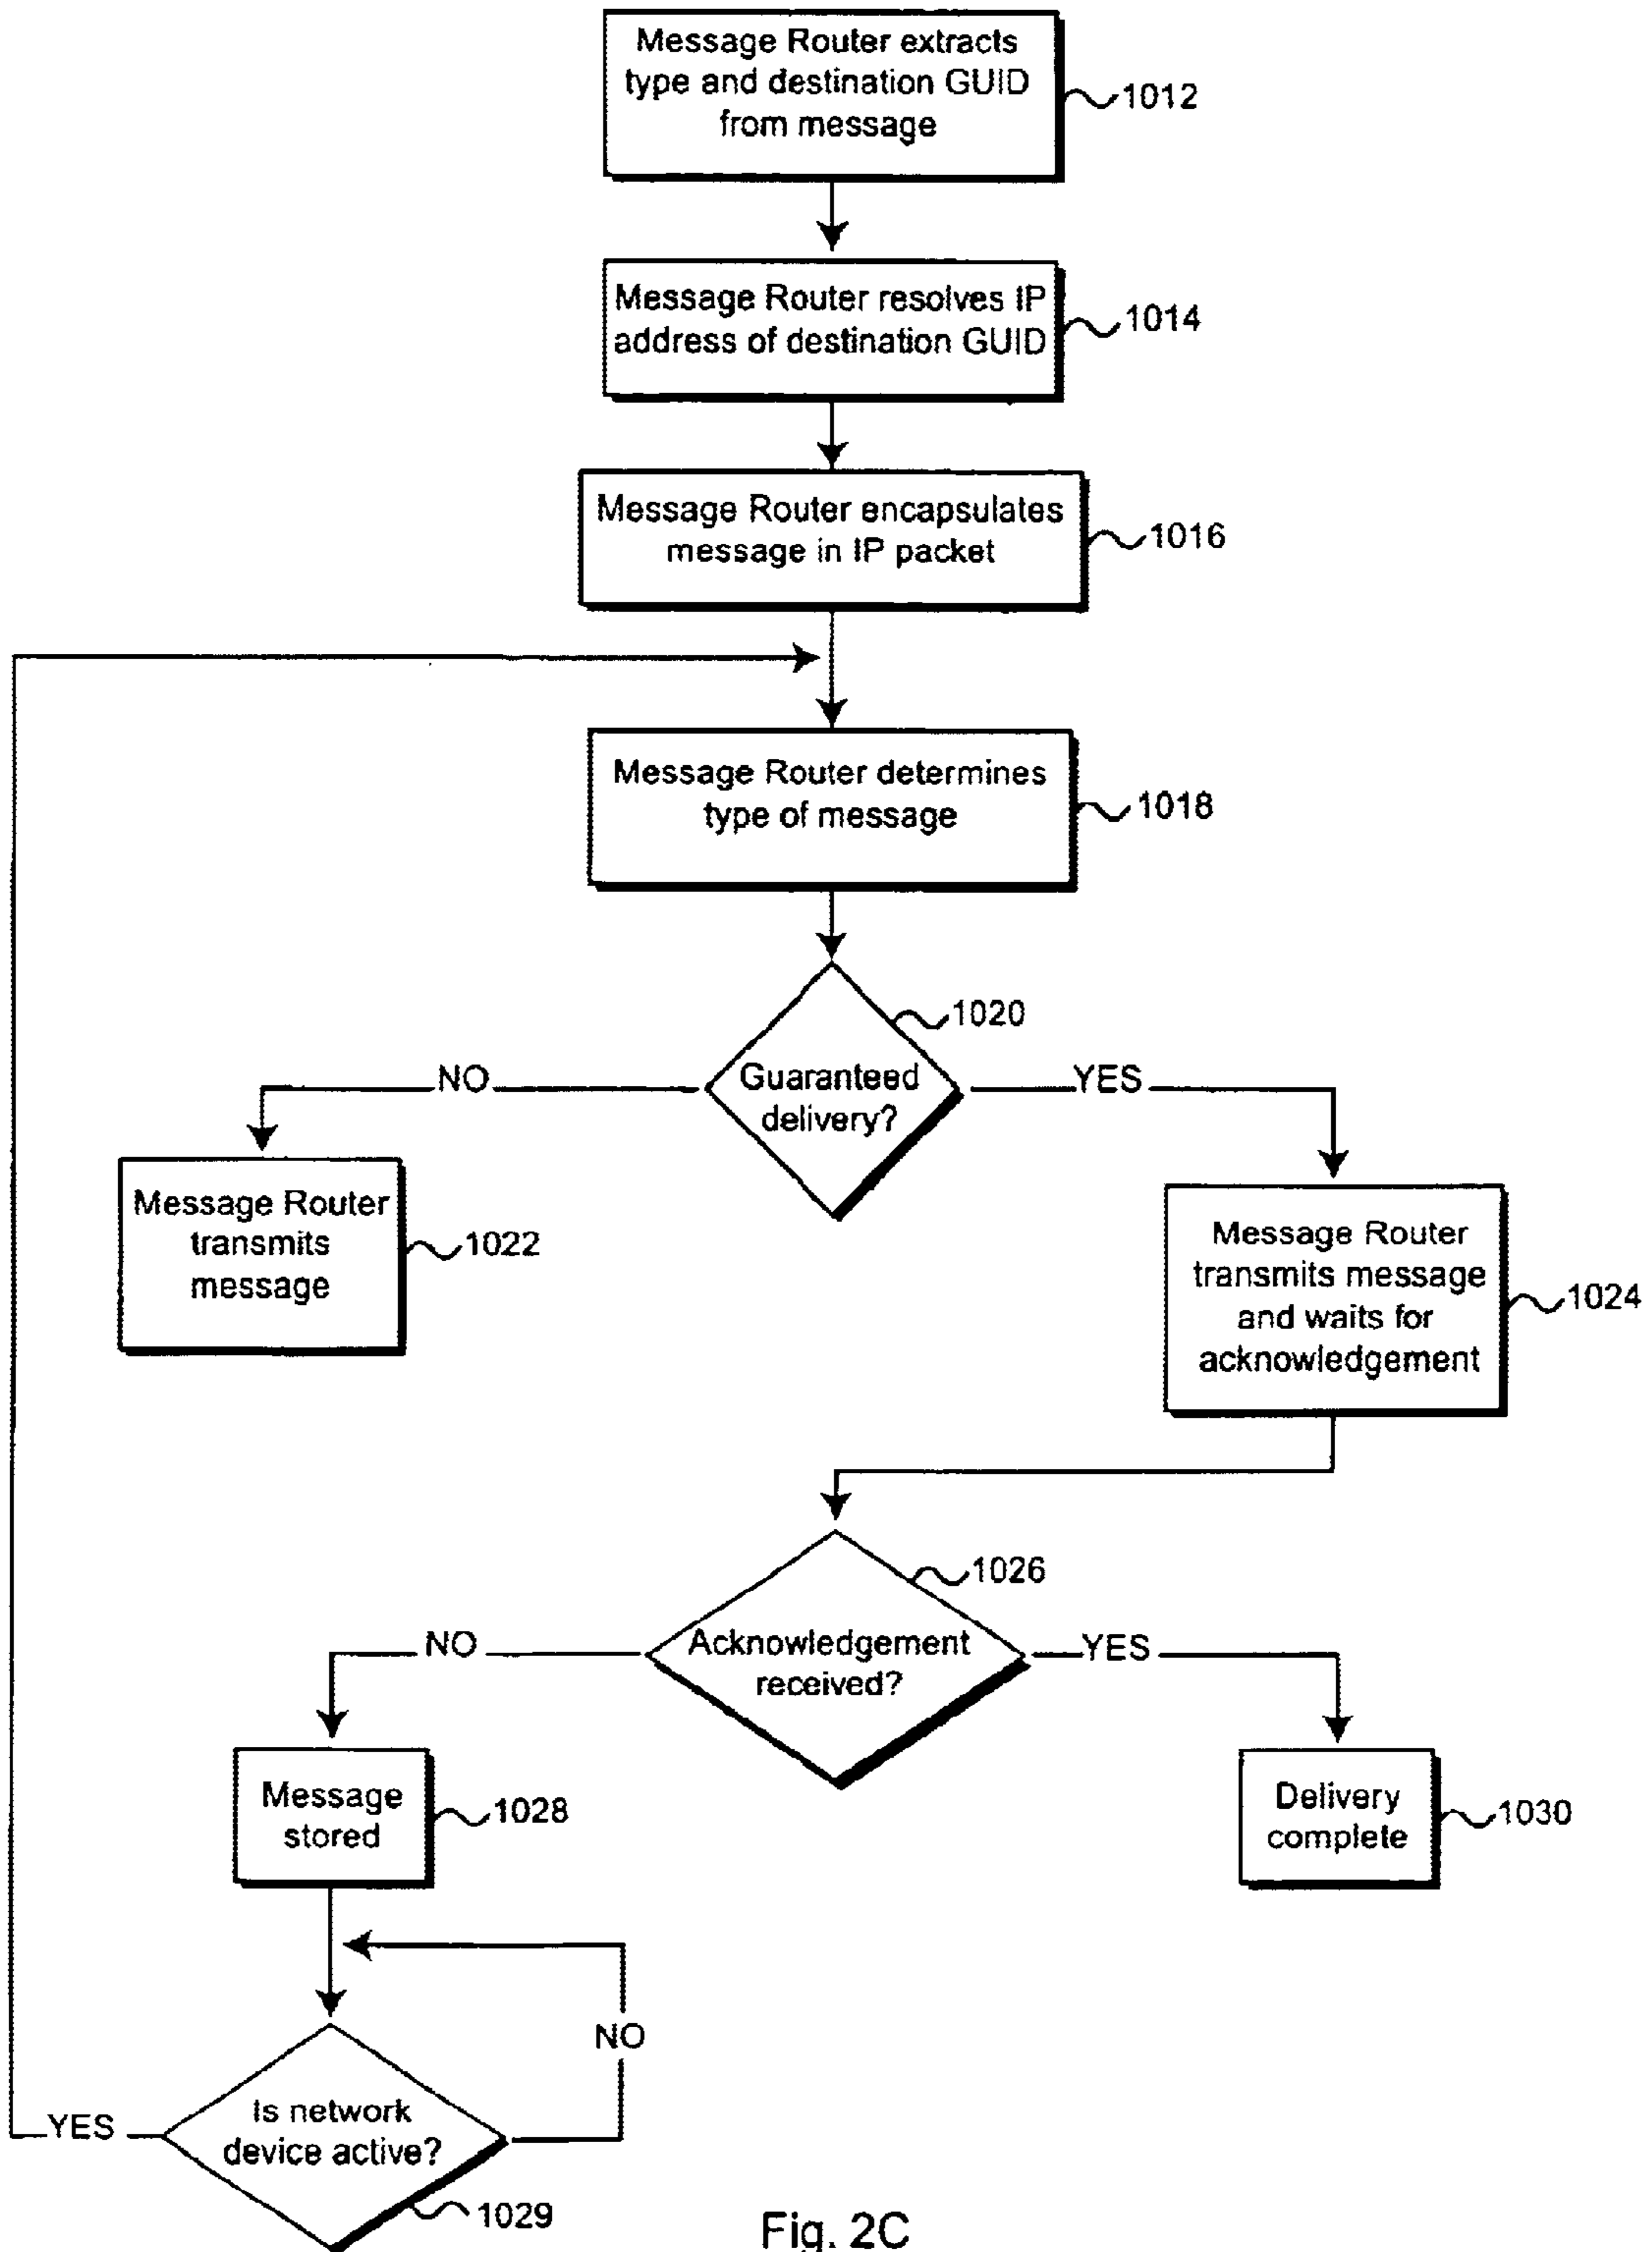 Message Router extracts
type and destination GUID
from message
1012
Message Router resolves IP
address of destination GUID
1014
Message Router encapsulates
message in IP packet
1016
Message Router determines
type of message
1018
1020
Guaranteed
delivery?
NO
YES
Message Router
transmits
message
1022
Message Router
transmits message
and waits for
acknowledgement
1024
1026
Acknowledgement
received?
NO
YES
Message
stored
1028
Delivery
complete
1030
NO
Is network
device active?
YES
1029
Fig. 2C